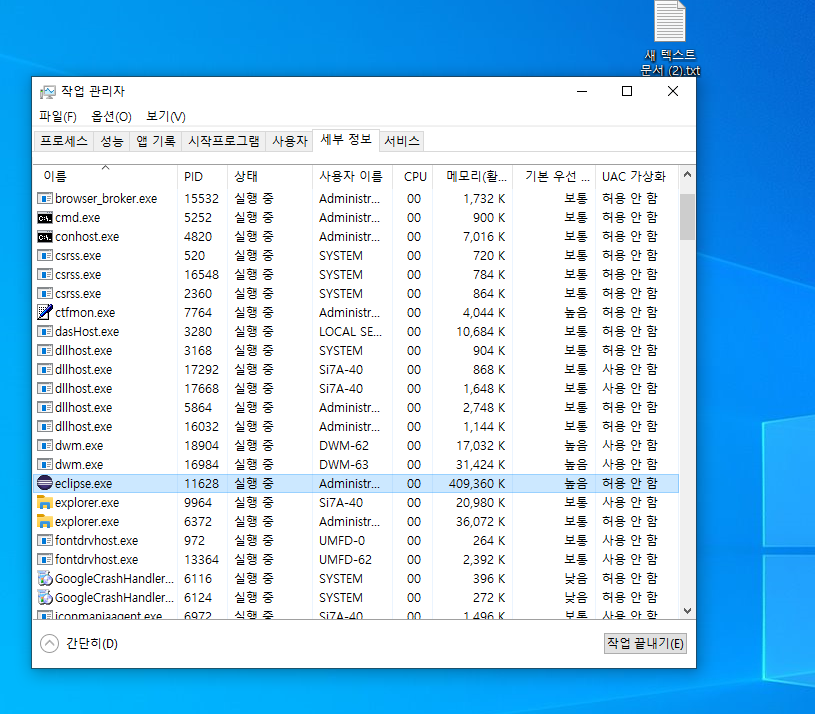 새 텍스트
문서 (2).txt
작업 관리자
파일(F) 옵션(O) 보기(V)
프로세스 성능 앱 기록 시작프로그램 사용자 세부 정보 서비스
이름 PID 상태 사용자 이름 CPU 메모리(활... 기본 우선 ... UAC 가상화
browser_broker.exe 15532 실행 중 Administr... 00 1,732 K 보통 허용 안 함
cmd.exe 5252 실행 중 Administr... 00 900 K 보통 허용 안 함
conhost.exe 4820 실행 중 Administr... 00 7,016 K 보통 허용 안 함
csrss.exe 520 실행 중 SYSTEM 00 720 K 보통 허용 안 함
csrss.exe 16548 실행 중 SYSTEM 00 784 K 보통 허용 안 함
csrss.exe 2360 실행 중 SYSTEM 00 864 K 보통 허용 안 함
ctfmon.exe 7764 실행 중 Administr... 00 4,044 K 높음 허용 안 함
dasHost.exe 3280 실행 중 LOCAL SE... 00 10,684 K 보통 허용 안 함
dllhost.exe 3168 실행 중 SYSTEM 00 904 K 보통 허용 안 함
dllhost.exe 17292 실행 중 Si7A-40 00 868 K 보통 사용 안 함
dllhost.exe 17668 실행 중 Si7A-40 00 1,648 K 보통 사용 안 함
dllhost.exe 5864 실행 중 Administr... 00 2,748 K 보통 허용 안 함
dllhost.exe 16032 실행 중 Administr... 00 1,144 K 보통 허용 안 함
dwm.exe 18904 실행 중 DWM-62 00 17,032 K 높음 사용 안 함
dwm.exe 16984 실행 중 DWM-63 00 31,424 K 높음 사용 안 함
eclipse.exe 11628 실행 중 Administr... 00 409,360 K 높음 허용 안 함
explorer.exe 9964 실행 중 Si7A-40 00 20,980 K 보통 사용 안 함
explorer.exe 6372 실행 중 Administr... 00 36,072 K 보통 허용 안 함
fontdrvhost.exe 972 실행 중 UMFD-0 00 264 K 보통 사용 안 함
fontdrvhost.exe 13364 실행 중 UMFD-62 00 2,392 K 보통 사용 안 함
GoogleCrashHandler... 6116 실행 중 SYSTEM 00 396 K 낮음 허용 안 함
GoogleCrashHandler... 6124 실행 중 SYSTEM 00 272 K 낮음 허용 안 함
iconmaniaagent.exe 6972 실행 중 Si7A-40 00 1,496 K 보통 사용 안 함
간단히(D) 작업 끝내기(E)